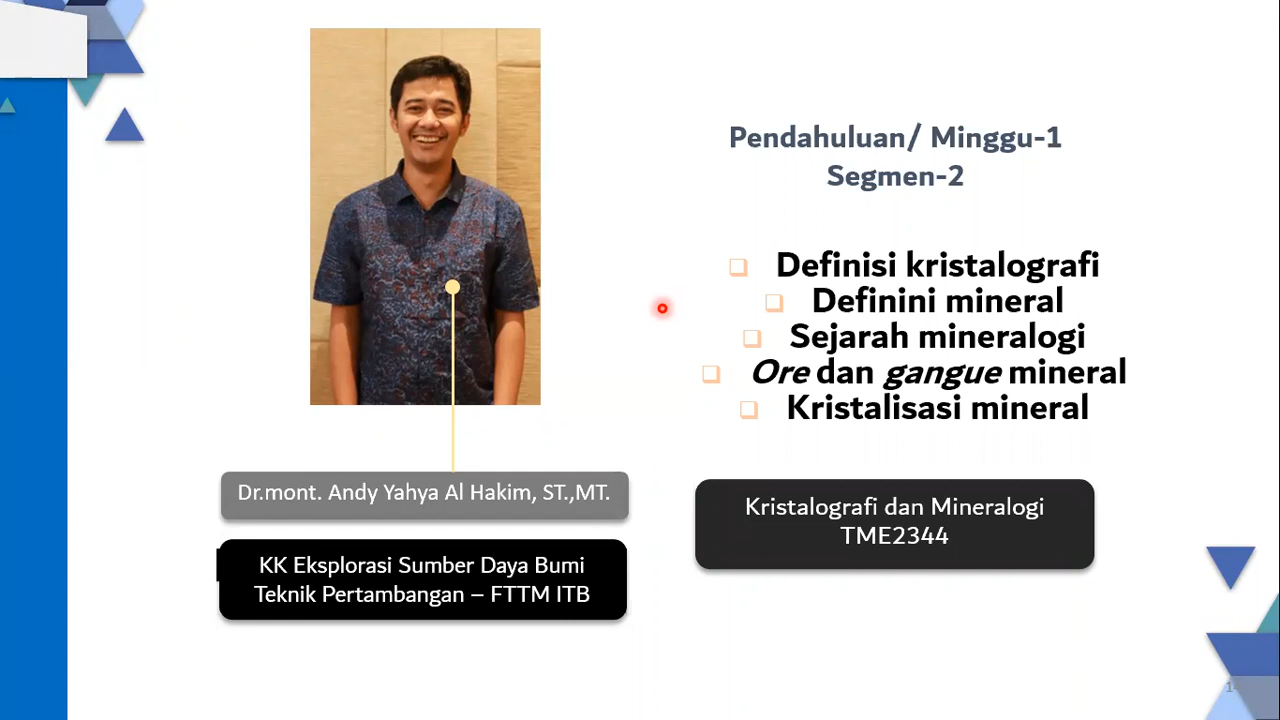 Pendahuluan/ Minggu-1
Segmen-2
Definisi kristalografi
Definini mineral
Sejarah mineralogi
Ore dan gangue mineral
Kristalisasi mineral
Dr.mont. Andy Yahya Al Hakim, ST.,MT.
KK Eksplorasi Sumber Daya Bumi
Teknik Pertambangan – FTTM ITB
Kristalografi dan Mineralogi
TME2344